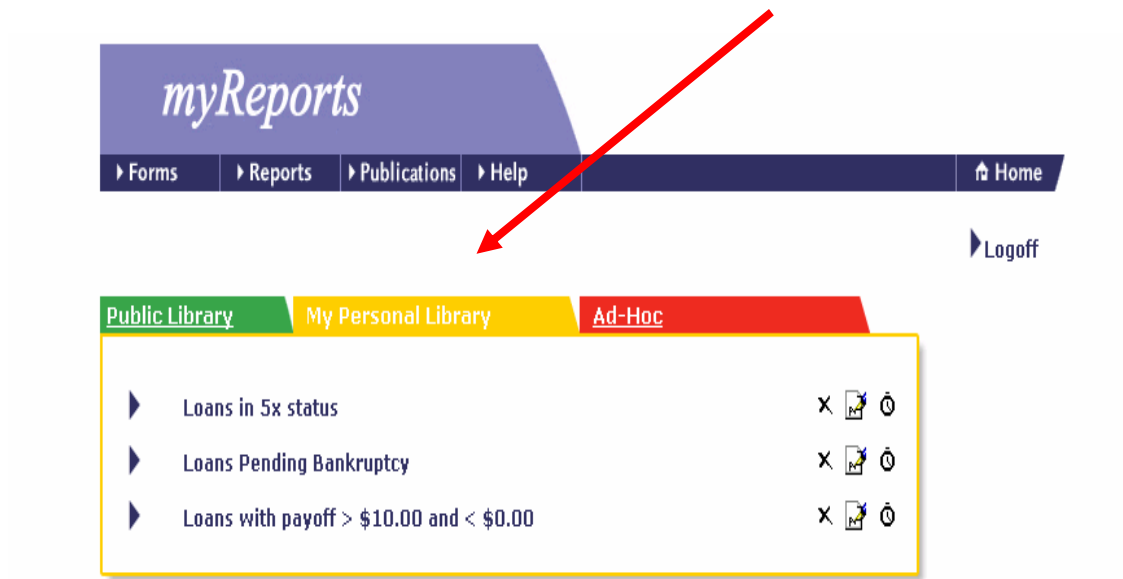 myReports
Forms Reports Publications Help Home
Logoff
Public Library My Personal Library Ad-Hoc
Loans in 5x status
Loans Pending Bankruptcy
Loans with payoff > $10.00 and < $0.00